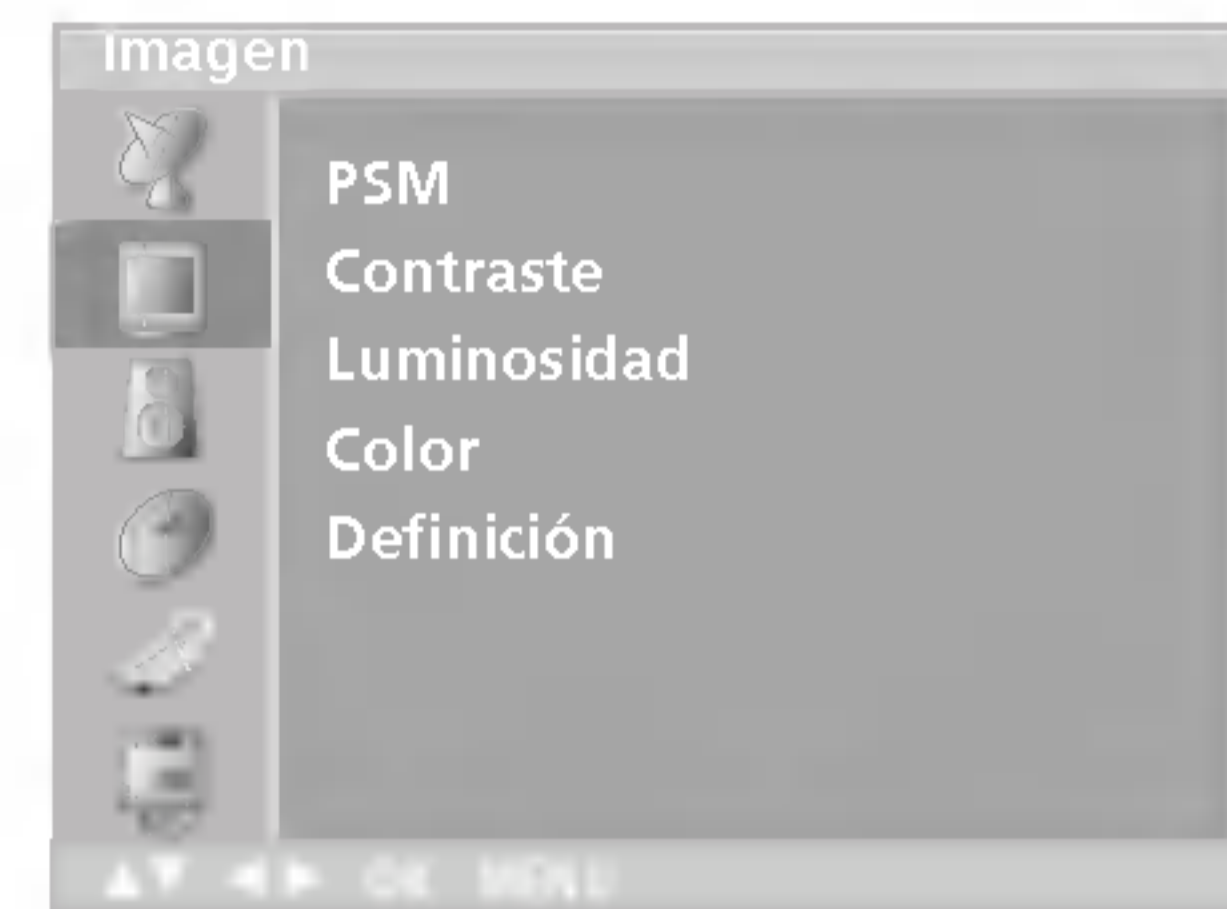 Imagen
PSM
Contraste
Luminosidad
Color
Definición
▲▼ ◀▶ OK MENU